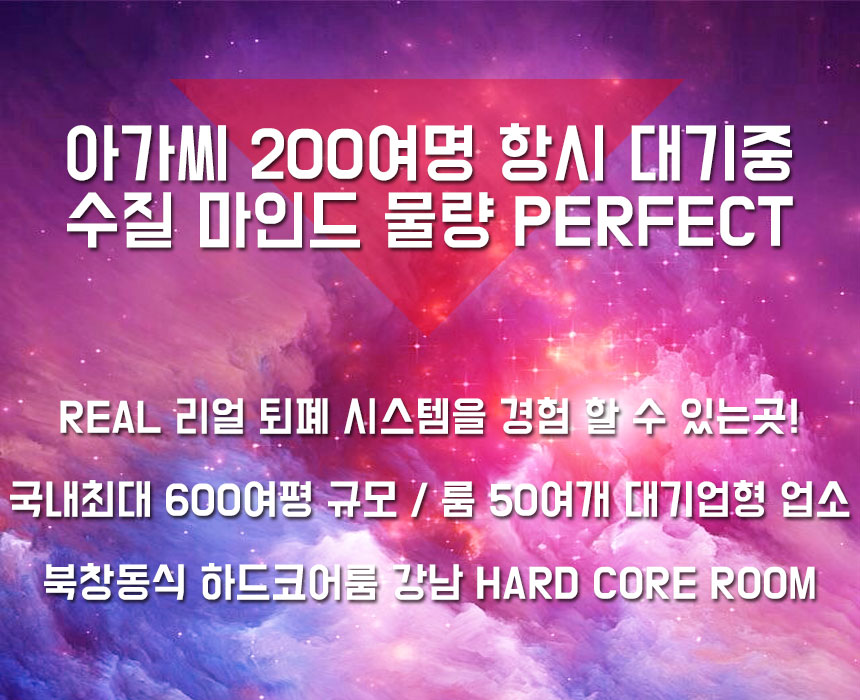 아가씨 200여명 항시 대기중
수질 마인드 물량 PERFECT
REAL 리얼 퇴폐 시스템을 경험 할 수 있는곳!
국내최대 600여평 규모 / 룸 50여개 대기업형 업소
북창동식 하드코어룸 강남 HARD CORE ROOM